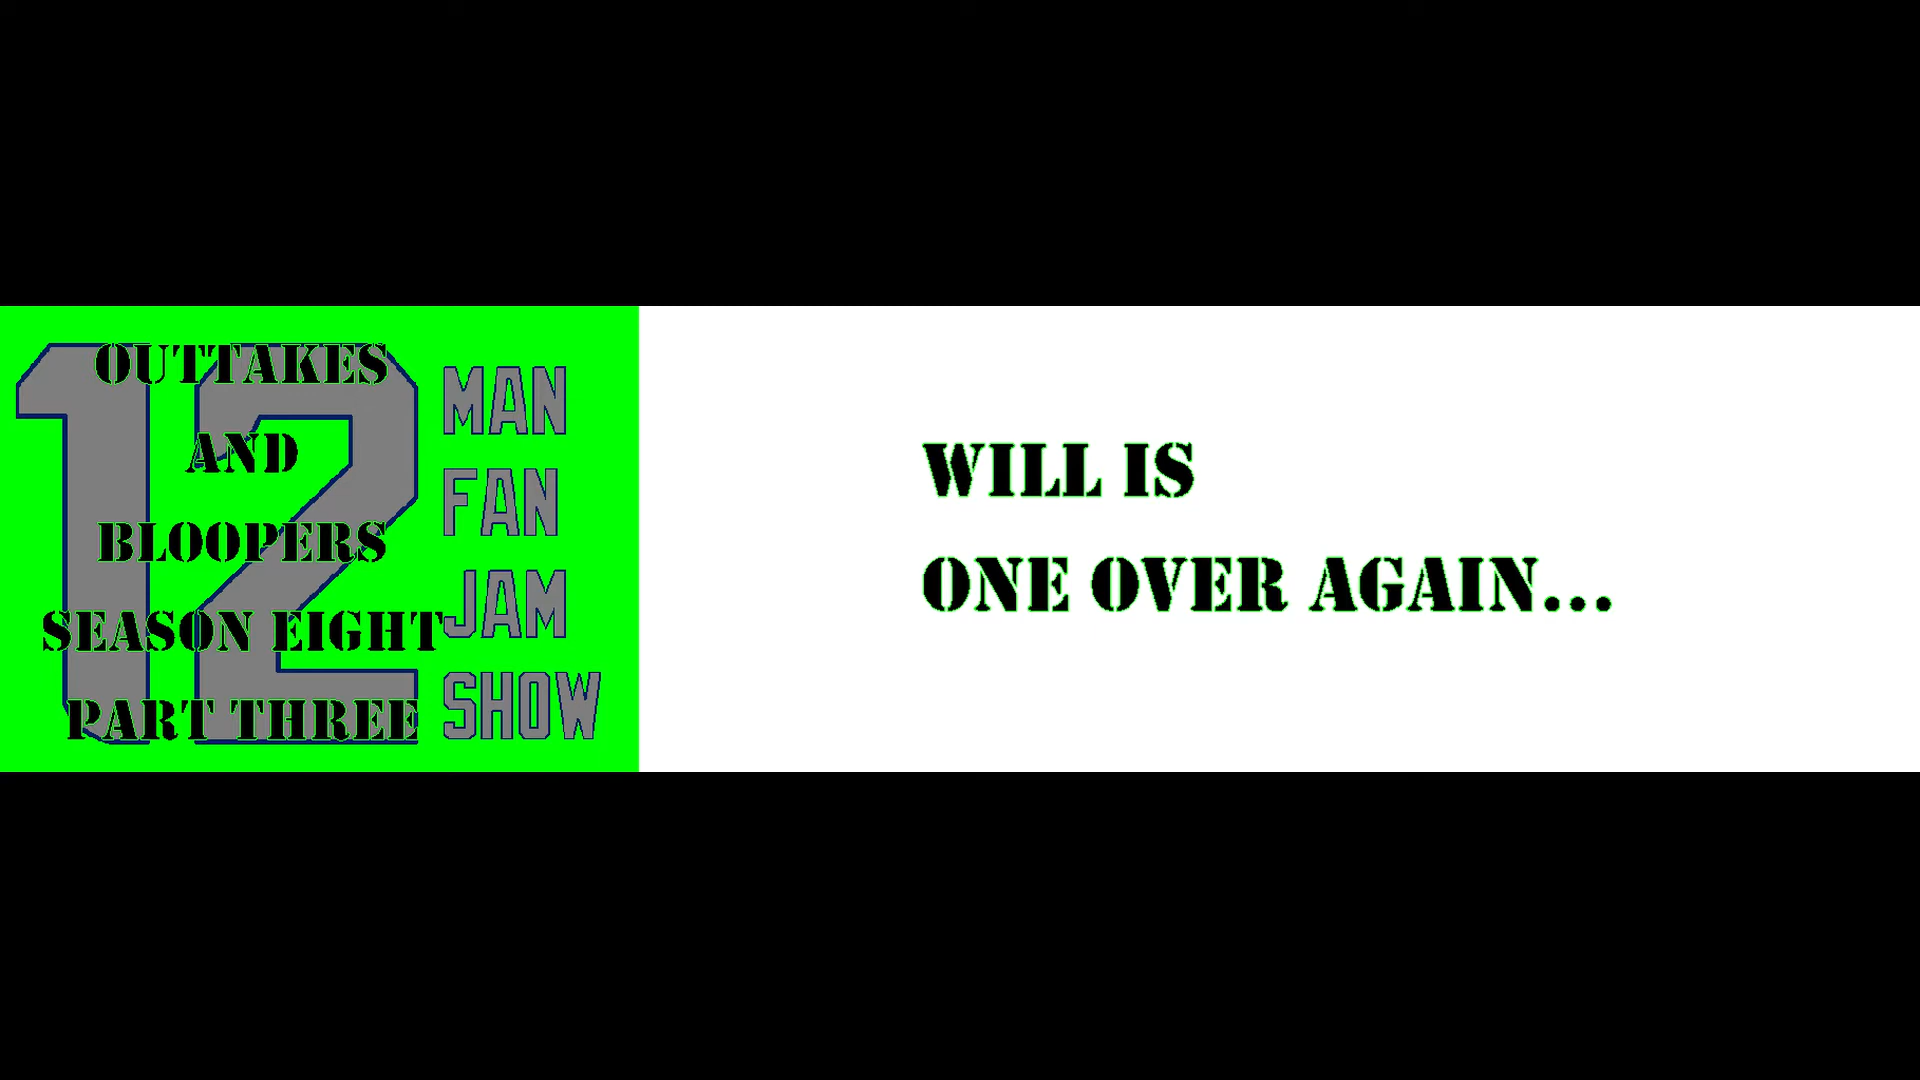 OUTTAKES
AND
BLOOPERS
SEASON EIGHT
PART THREE
12
MAN
FAN
JAM
SHOW
WILL IS
ONE OVER AGAIN...